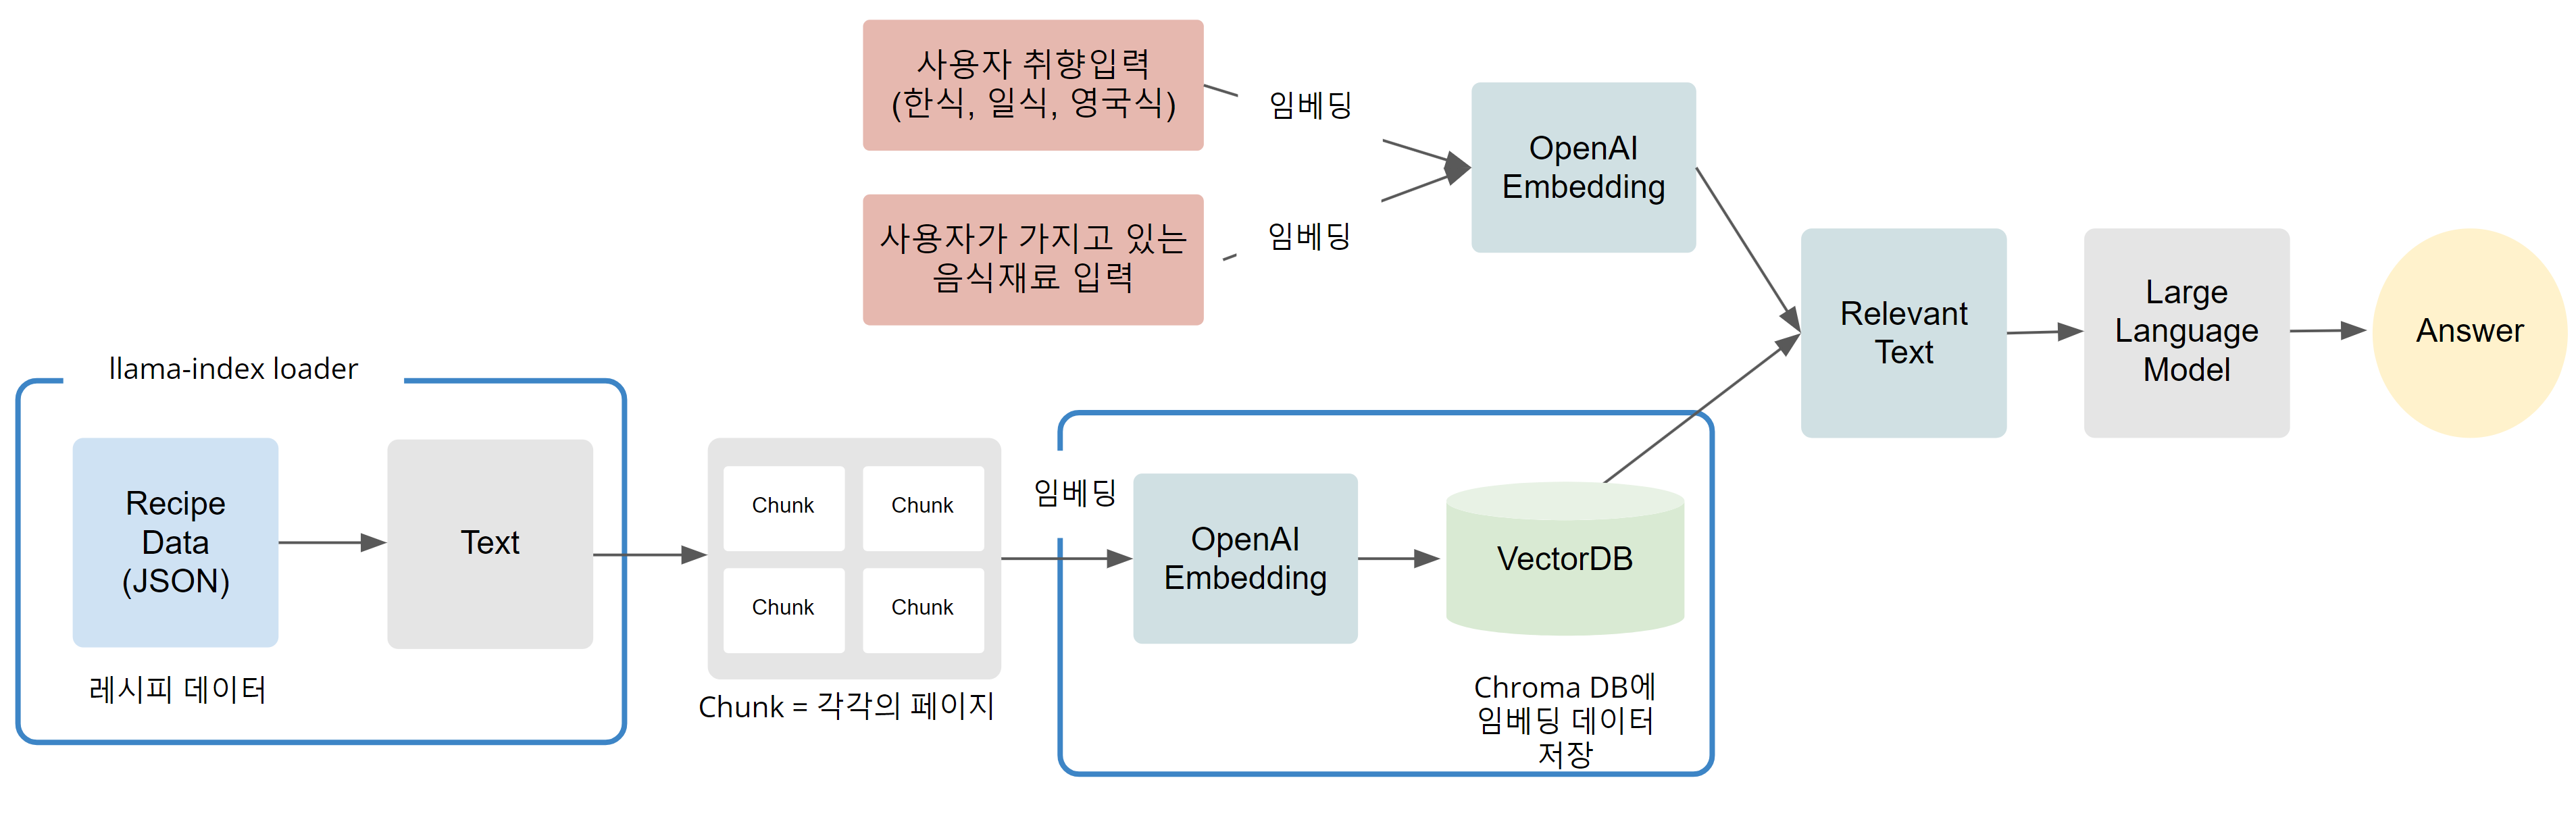 사용자 취향입력
(한식, 일식, 영국식)
임베딩
사용자가 가지고 있는
음식재료 입력
임베딩
OpenAI
Embedding
llama-index loader
Recipe
Data
(JSON)
레시피 데이터
Text
Chunk
Chunk
Chunk
Chunk
Chunk = 각각의 페이지
임베딩
OpenAI
Embedding
VectorDB
Chroma DB에
임베딩 데이터
저장
Relevant
Text
Large
Language
Model
Answer